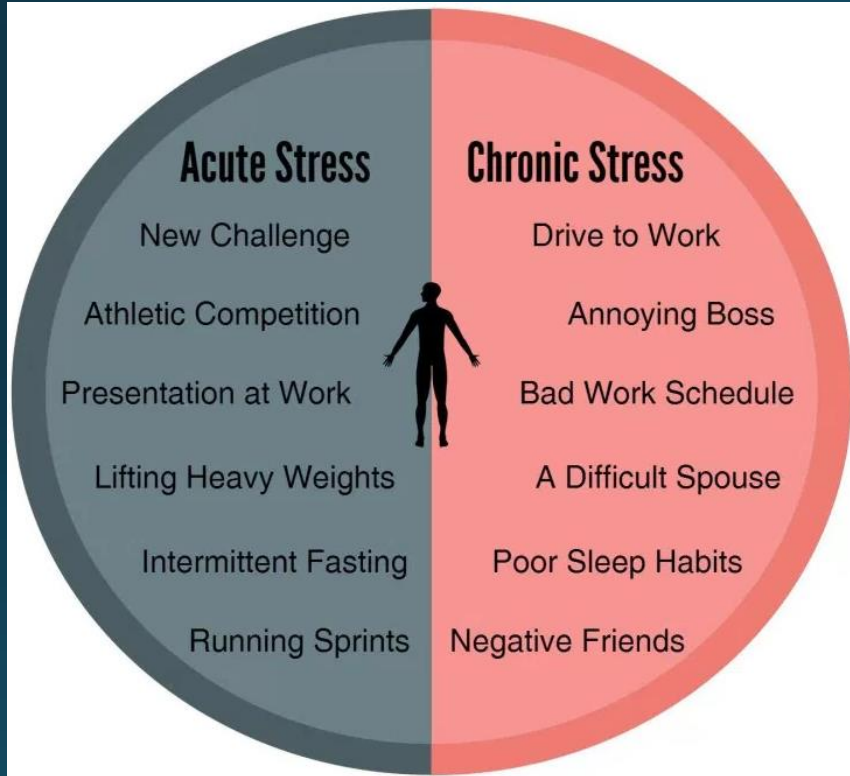 Acute Stress
New Challenge
Athletic Competition
Presentation at Work
Lifting Heavy Weights
Intermittent Fasting
Running Sprints
Chronic Stress
Drive to Work
Annoying Boss
Bad Work Schedule
A Difficult Spouse
Poor Sleep Habits
Negative Friends